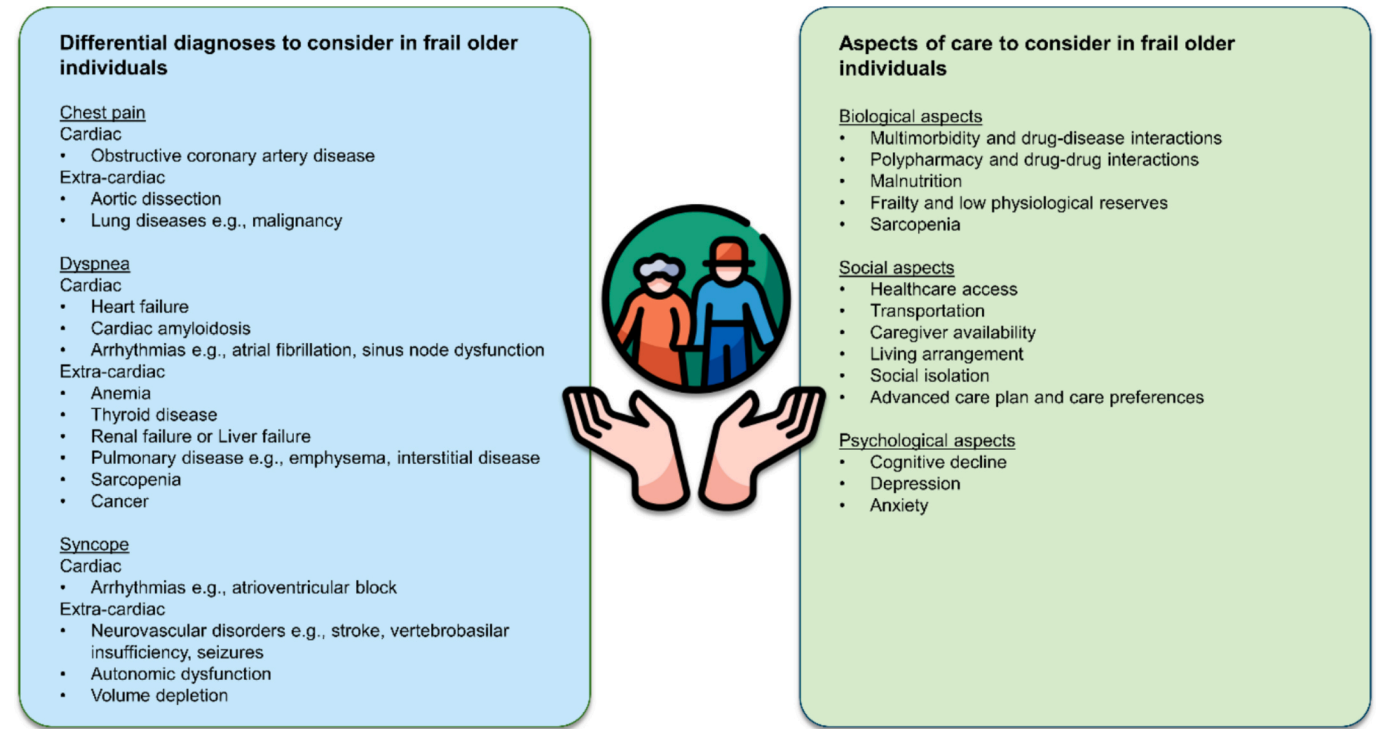 Differential diagnoses to consider in frail older
individuals
Chest pain
Cardiac
• Obstructive coronary artery disease
Extra-cardiac
• Aortic dissection
• Lung diseases e.g., malignancy
Dyspnea
Cardiac
• Heart failure
• Cardiac amyloidosis
• Arrhythmias e.g., atrial fibrillation, sinus node dysfunction
Extra-cardiac
• Anemia
• Thyroid disease
• Renal failure or Liver failure
• Pulmonary disease e.g., emphysema, interstitial disease
• Sarcopenia
• Cancer
Syncope
Cardiac
• Arrhythmias e.g., atrioventricular block
Extra-cardiac
• Neurovascular disorders e.g., stroke, vertebrobasilar
insufficiency, seizures
• Autonomic dysfunction
• Volume depletion
Aspects of care to consider in frail older
individuals
Biological aspects
• Multimorbidity and drug-disease interactions
• Polypharmacy and drug-drug interactions
• Malnutrition
• Frailty and low physiological reserves
• Sarcopenia
Social aspects
• Healthcare access
• Transportation
• Caregiver availability
• Living arrangement
• Social isolation
• Advanced care plan and care preferences
Psychological aspects
• Cognitive decline
• Depression
• Anxiety